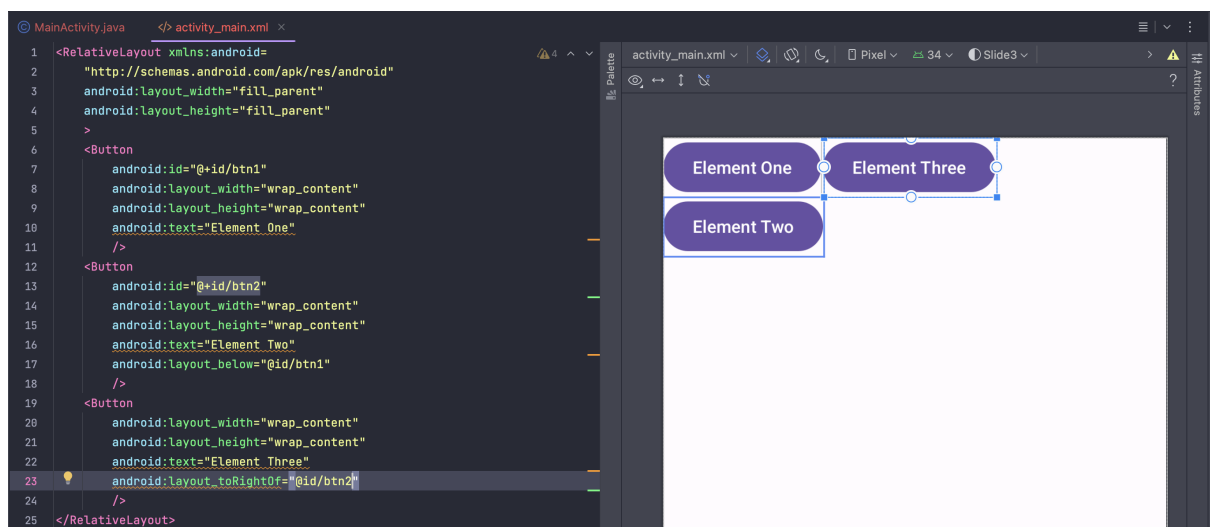 MainActivity.java
activity_main.xml
1 <RelativeLayout xmlns:android=
2 "http://schemas.android.com/apk/res/android"
3 android:layout_width="fill_parent"
4 android:layout_height="fill_parent"
5 >
6 <Button
7 android:id="@+id/btn1"
8 android:layout_width="wrap_content"
9 android:layout_height="wrap_content"
10 android:text="Element One"
11 />
12 <Button
13 android:id="@+id/btn2"
14 android:layout_width="wrap_content"
15 android:layout_height="wrap_content"
16 android:text="Element Two"
17 android:layout_below="@id/btn1"
18 />
19 <Button
20 android:layout_width="wrap_content"
21 android:layout_height="wrap_content"
22 android:text="Element Three"
23 android:layout_toRightOf="@id/btn2"
24 />
25 </RelativeLayout>
4
Palette
activity_main.xml Pixel 34 Slide3
?
Attributes
Element One Element Three
Element Two